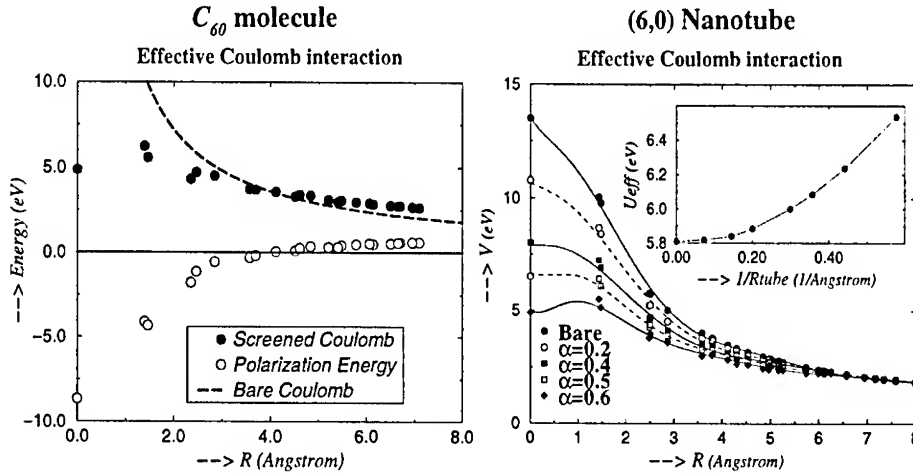 C60 molecule
Effective Coulomb interaction
10.0
5.0
0.0
−5.0
−10.0
0.0
2.0
4.0
6.0
8.0
---> Energy (eV)
---> R (Angstrom)
Screened Coulomb
Polarization Energy
Bare Coulomb
(6,0) Nanotube
Effective Coulomb interaction
15
10
5
0
0
1
2
3
4
5
6
7
8
---> V (eV)
---> R (Angstrom)
Bare
α=0.2
α=0.4
α=0.5
α=0.6
6.4
6.2
6.0
5.8
0.00
0.20
0.40
Ueff (eV)
---> 1/Rtube (1/Angstrom)